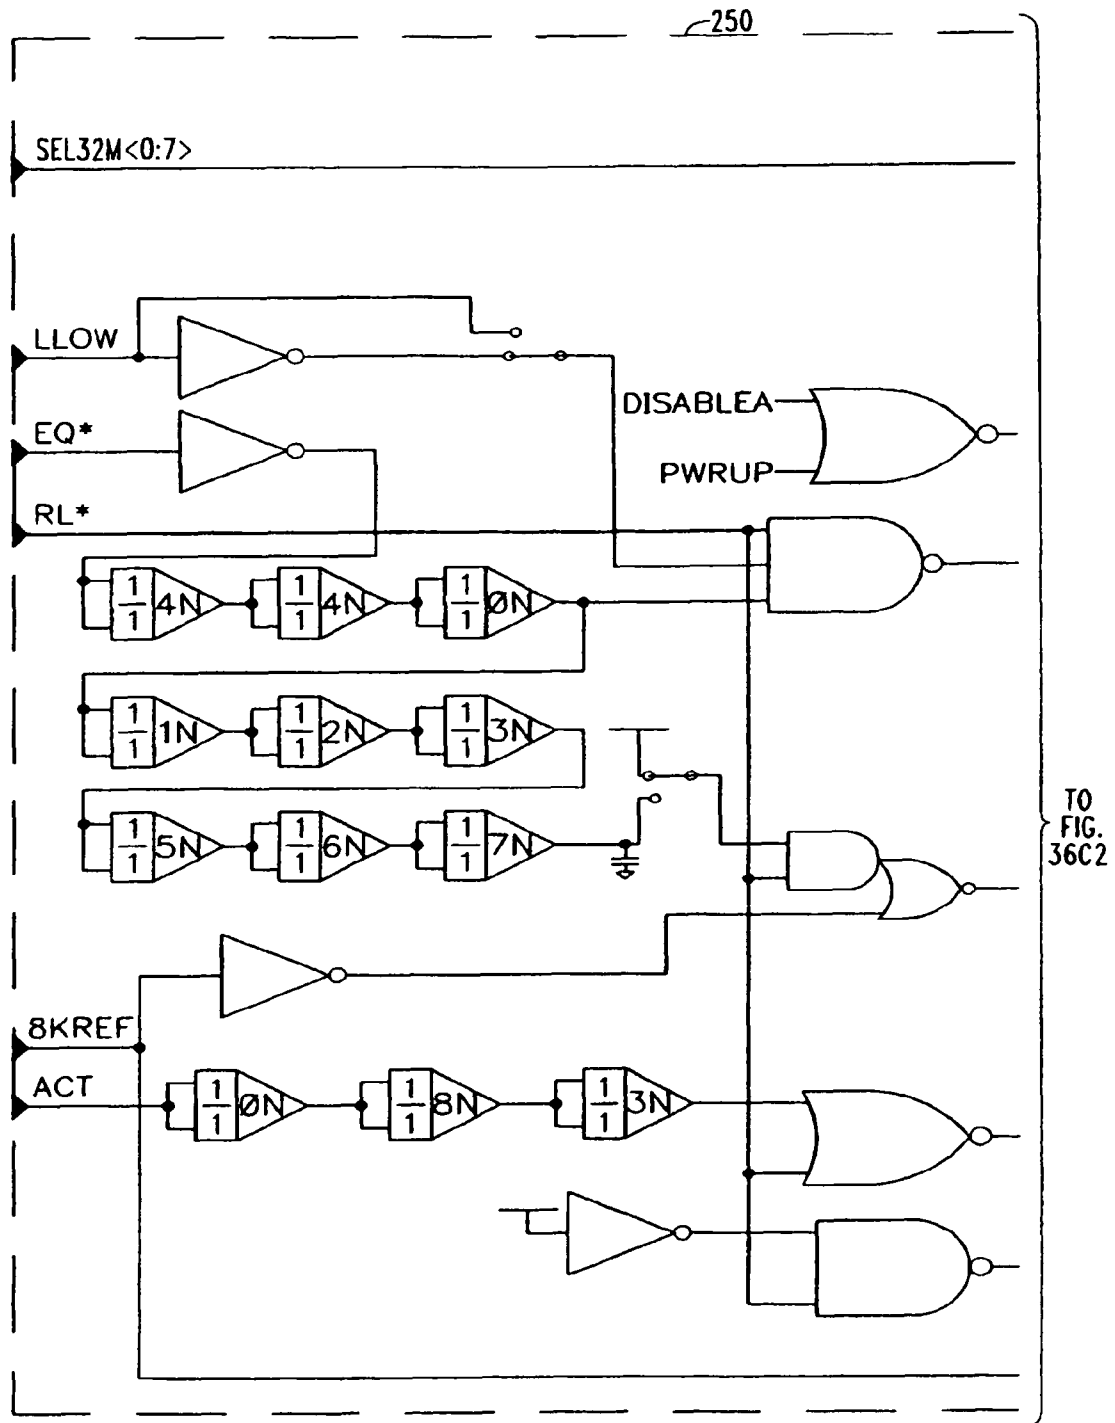 250
SEL32M<0:7>
LLOW
DISABLEA
EQ*
PWRUP
RL*
1 1 4N 1 1 4N 1 1 ØN
1 1 1N 1 1 2N 1 1 3N
1 1 5N 1 1 6N 1 1 7N
TO
FIG.
36C2
8KREF
ACT
1 1 ØN 1 1 8N 1 1 3N